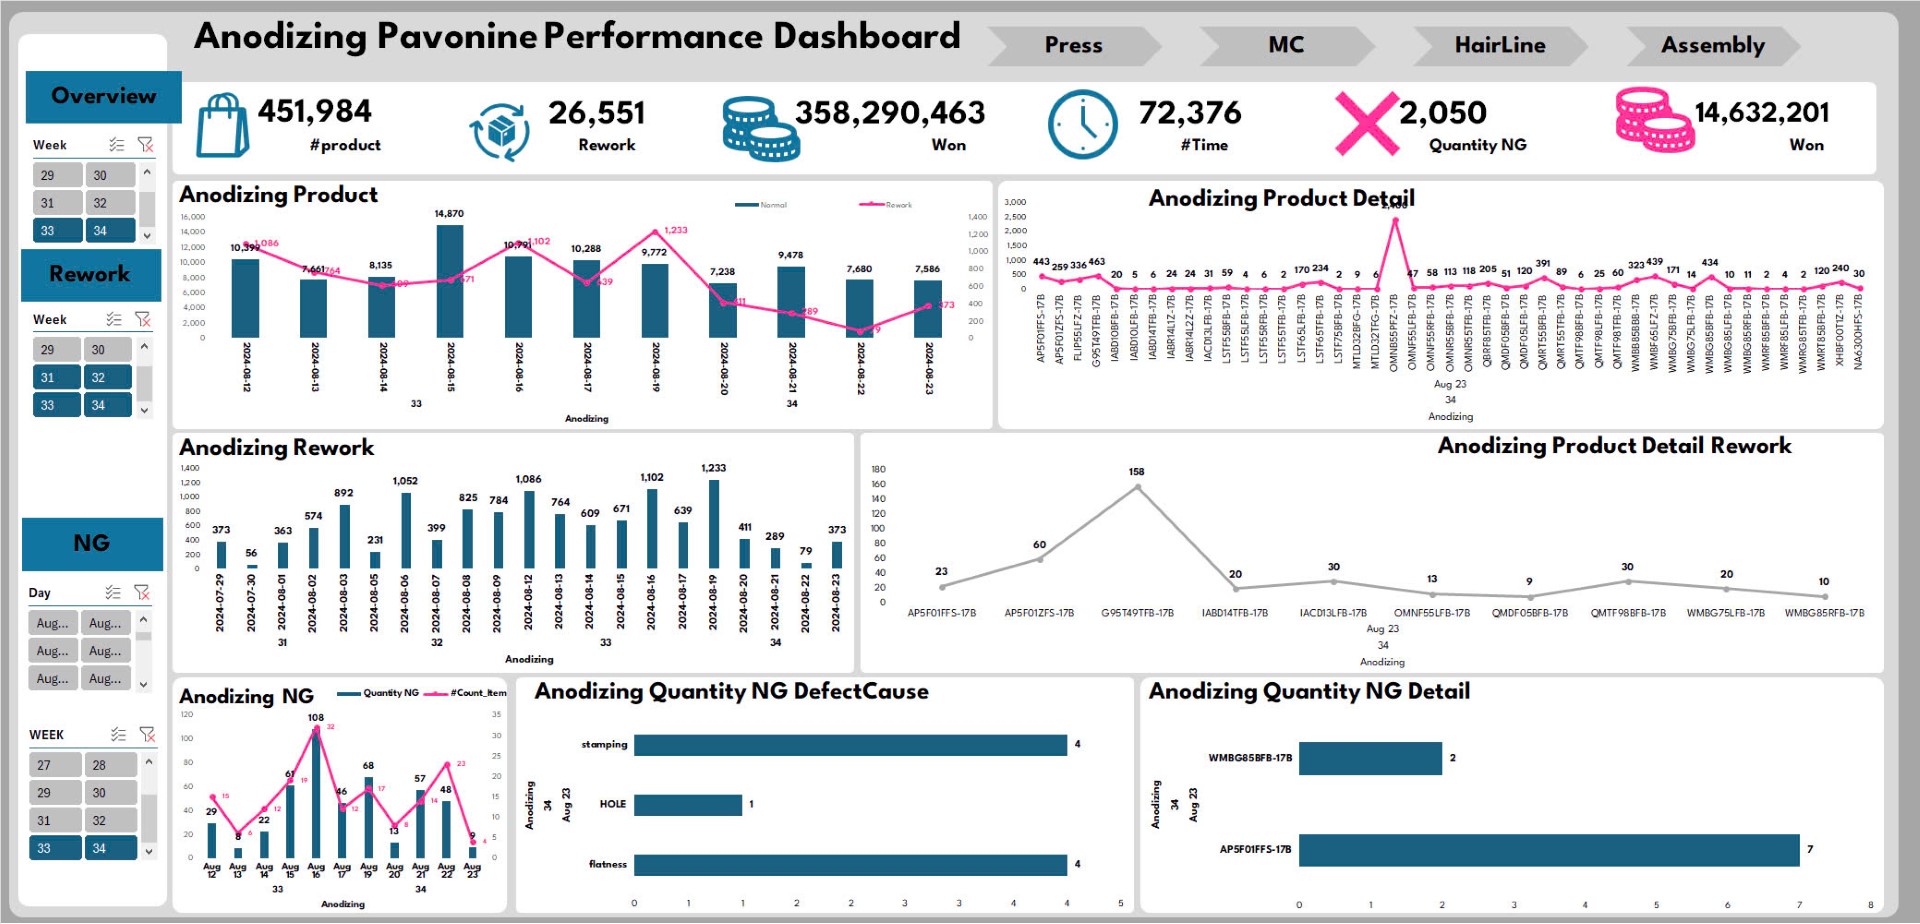 Anodizing Pavonine Performance Dashboard
Press
MC
HairLine
Assembly
Overview
451,984
#product
26,551
Rework
358,290,463
Won
72,376
#Time
2,050
Quantity NG
14,632,201
Won
Week
29 30
31 32
33 34
Rework
Week
29 30
31 32
33 34
NG
Day
Aug... Aug...
Aug... Aug...
Aug... Aug...
WEEK
27 28
29 30
31 32
33 34
Anodizing Product
Normal Rework
16,000
14,000
12,000
10,000
8,000
6,000
4,000
2,000
0
1,400
1,200
1,000
800
600
400
200
0
10,399 7,661 8,135 14,870 10,791 10,288 9,772 7,238 9,478 7,680 7,586
1,086 764 609 671 1,102 639 1,233 411 289 79 373
2024-08-12 2024-08-13 2024-08-14 2024-08-15 2024-08-16 2024-08-17 2024-08-19 2024-08-20 2024-08-21 2024-08-22 2024-08-23
33 34
Anodizing
Anodizing Product Detail
3,000
2,500
2,000
1,500
1,000
500
0
443 259 336 463 20 5 6 24 24 31 59 4 6 2 170 234 2 9 6 47 58 113 118 205 51 120 391 89 6 25 60 323 439 171 14 434 10 11 2 4 2 120 240 30
AP5F01FFS-17B AP5F01ZFS-17B FLIP55LFZ-17B G95T49TFB-17B IABD10BFB-17B IABD10LFB-17B IABD14TFB-17B IABR14L1Z-17B IABR14L2Z-17B IACD13LFB-17B LSTF55BFB-17B LSTF55LFB-17B LSTF55RFB-17B LSTF55TFB-17B LSTF65LFB-17B LSTF65TFB-17B LSTF75BFB-17B MTLD32BFG-17B MTLD32TFG-17B OMNB55PFZ-17B OMNF55LFB-17B OMNF55RFB-17B OMNR55BFB-17B OMNR55TFB-17B QBRF85TFB-17B QMDF05BFB-17B QMDF05LFB-17B QMRT55BFB-17B QMRT55TFB-17B QMTF98BFB-17B QMTF98LFB-17B QMTF98TFB-17B WMBB85BBB-17B WMBF65LFZ-17B WMBG75BFB-17B WMBG75LFB-17B WMBG85BFB-17B WMBG85LFB-17B WMBG85RFB-17B WMRF85BFB-17B WMRF85LFB-17B WMRG85TFB-17B WMRT85BFB-17B XHBF00T1Z-17B NA6300HFS-17B
Aug 23
34
Anodizing
Anodizing Rework
1,400
1,200
1,000
800
600
400
200
0
373 56 363 574 892 231 1,052 399 825 784 1,086 764 609 671 1,102 639 1,233 411 289 79 373
2024-07-29 2024-07-30 2024-08-01 2024-08-02 2024-08-03 2024-08-05 2024-08-06 2024-08-07 2024-08-08 2024-08-09 2024-08-12 2024-08-13 2024-08-14 2024-08-15 2024-08-16 2024-08-17 2024-08-19 2024-08-20 2024-08-21 2024-08-22 2024-08-23
31 32 33 34
Anodizing
Anodizing Product Detail Rework
180
160
140
120
100
80
60
40
20
0
23 60 158 20 30 13 9 30 20 10
AP5F01FFS-17B AP5F01ZFS-17B G95T49TFB-17B IABD14TFB-17B IACD13LFB-17B OMNF55LFB-17B QMDF05BFB-17B QMTF98BFB-17B WMBG75LFB-17B WMBG85RFB-17B
Aug 23
34
Anodizing
Anodizing NG
Quantity NG #Count_Item
120
100
80
60
40
20
0
35
30
25
20
15
10
5
0
29 8 22 61 108 46 68 13 57 48 9
15 6 12 19 32 12 17 8 14 23 4
Aug 12 Aug 13 Aug 14 Aug 15 Aug 16 Aug 17 Aug 19 Aug 20 Aug 21 Aug 22 Aug 23
33 34
Anodizing
Anodizing Quantity NG DefectCause
Anodizing
34
Aug 23
stamping 4
HOLE 1
flatness 4
0 1 1 2 2 3 3 4 4 5
Anodizing Quantity NG Detail
Anodizing
34
Aug 23
WMBG85BFB-17B 2
AP5F01FFS-17B 7
0 1 2 3 4 5 6 7 8